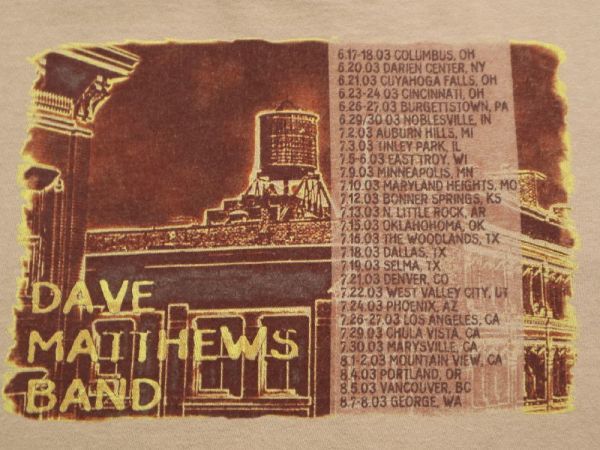 6.17-18.03 COLUMBUS, OH
6.20.03 DARIEN CENTER, NY
6.21.03 CUYAHOGA FALLS, OH
6.23-24.03 CINCINNATI, OH
6.26-27.03 BURGETTSTOWN, PA
6.29/30.03 NOBLESVILLE, IN
7.2.03 AUBURN HILLS, MI
7.3.03 TINLEY PARK, IL
7.5-6.03 EAST TROY, WI
7.9.03 MINNEAPOLIS, MN
7.10.03 MARYLAND HEIGHTS, MO
7.12.03 BONNER SPRINGS, KS
7.13.03 N. LITTLE ROCK, AR
7.15.03 OKLAHOHOMA, OK
7.16.03 THE WOODLANDS, TX
7.18.03 DALLAS, TX
7.19.03 SELMA, TX
7.21.03 DENVER, CO
7.22.03 WEST VALLEY CITY, UT
7.24.03 PHOENIX, AZ
7.26-27.03 LOS ANGELES, CA
7.29.03 CHULA VISTA, CA
7.30.03 MARYSVILLE, CA
8.1-2.03 MOUNTAIN VIEW, CA
8.4.03 PORTLAND, OR
8.5.03 VANCOUVER, BC
8.7-8.03 GEORGE, WA
DAVE
MATTHEWS
BAND